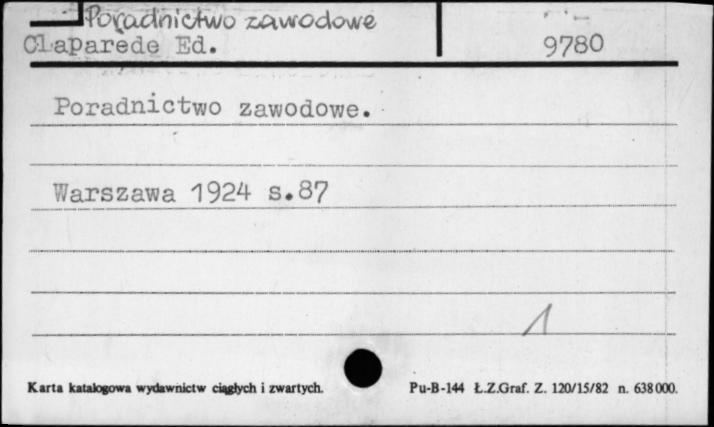 Poradnictwo zawodowe
Claparede Ed.
9780
Poradnictwo zawodowe.
Warszawa 1924 s.87
1
Karta katalogowa wydawnictw ciągłych i zwartych.
Pu-B-144 Ł.Z.Graf. Z. 120/15/82 n. 638000.